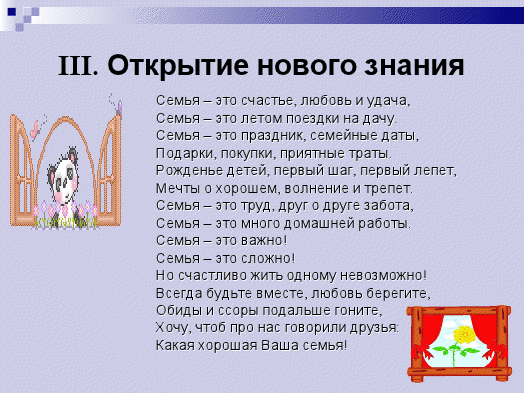 III. Открытие нового знания
Семья – это счастье, любовь и удача,
Семья – это летом поездки на дачу.
Семья – это праздник, семейные даты,
Подарки, покупки, приятные траты.
Рожденье детей, первый шаг, первый лепет,
Мечты о хорошем, волнение и трепет.
Семья – это труд, друг о друге забота,
Семья – это много домашней работы.
Семья – это важно!
Семья – это сложно!
Но счастливо жить одному невозможно!
Всегда будьте вместе, любовь берегите,
Обиды и ссоры подальше гоните,
Хочу, чтоб про нас говорили друзья:
Какая хорошая Ваша семья!